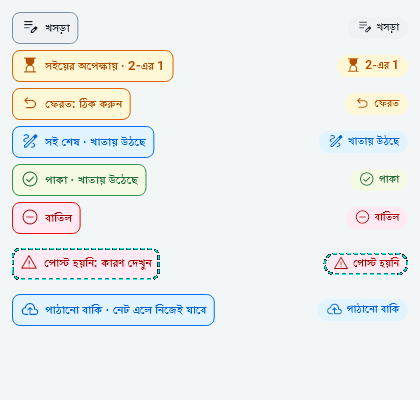 খসড়া
খসড়া
সইয়ের অপেক্ষায় · 2-এর 1
2-এর 1
ফেরত: ঠিক করুন
ফেরত
সই শেষ · খাতায় উঠছে
খাতায় উঠছে
পাকা · খাতায় উঠেছে
পাকা
বাতিল
বাতিল
পোস্ট হয়নি: কারণ দেখুন
পোস্ট হয়নি
পাঠানো বাকি · নেট এলে নিজেই যাবে
পাঠানো বাকি